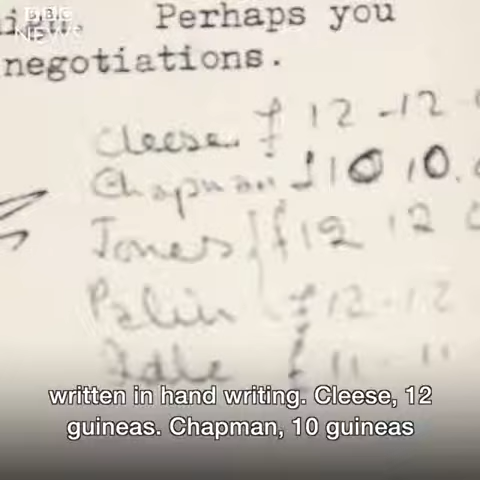 BBC
NEWS
Perhaps you
negotiations.
Cleese £12-12
Chapman £10 10.
Jones £12 12
Palin £12-12
Idle £11-11
written in hand writing. Cleese, 12
guineas. Chapman, 10 guineas